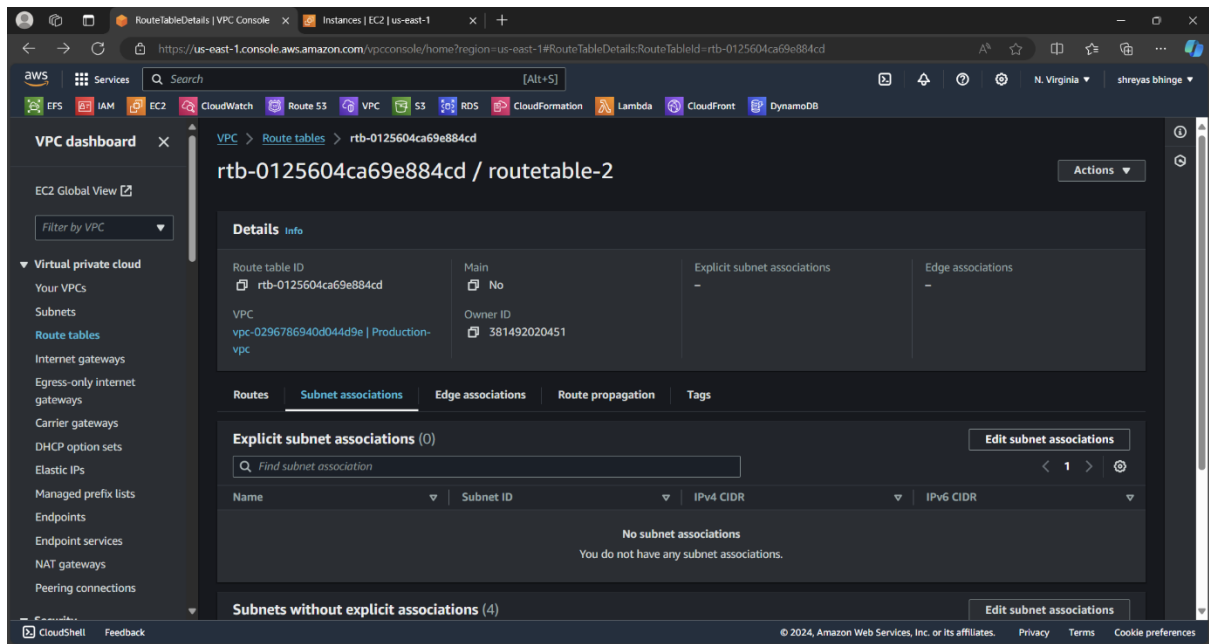 RouteTableDetails | VPC Console
Instances | EC2 | us-east-1
https://us-east-1.console.aws.amazon.com/vpcconsole/home?region=us-east-1#RouteTableDetails:RouteTableId=rtb-0125604ca69e884cd
aws
Services
Search
[Alt+S]
N. Virginia
shreyas bhinge
EFS
IAM
EC2
CloudWatch
Route 53
VPC
S3
RDS
CloudFormation
Lambda
CloudFront
DynamoDB
VPC dashboard
EC2 Global View
Filter by VPC
Virtual private cloud
Your VPCs
Subnets
Route tables
Internet gateways
Egress-only internet
gateways
Carrier gateways
DHCP option sets
Elastic IPs
Managed prefix lists
Endpoints
Endpoint services
NAT gateways
Peering connections
VPC > Route tables > rtb-0125604ca69e884cd
rtb-0125604ca69e884cd / routetable-2
Actions
Details Info
Route table ID
rtb-0125604ca69e884cd
Main
No
Explicit subnet associations
–
Edge associations
–
VPC
vpc-0296786940d044d9e | Production-
vpc
Owner ID
381492020451
Routes
Subnet associations
Edge associations
Route propagation
Tags
Explicit subnet associations (0)
Edit subnet associations
Find subnet association
1
Name
Subnet ID
IPv4 CIDR
IPv6 CIDR
No subnet associations
You do not have any subnet associations.
Subnets without explicit associations (4)
Edit subnet associations
CloudShell
Feedback
© 2024, Amazon Web Services, Inc. or its affiliates.
Privacy
Terms
Cookie preferences